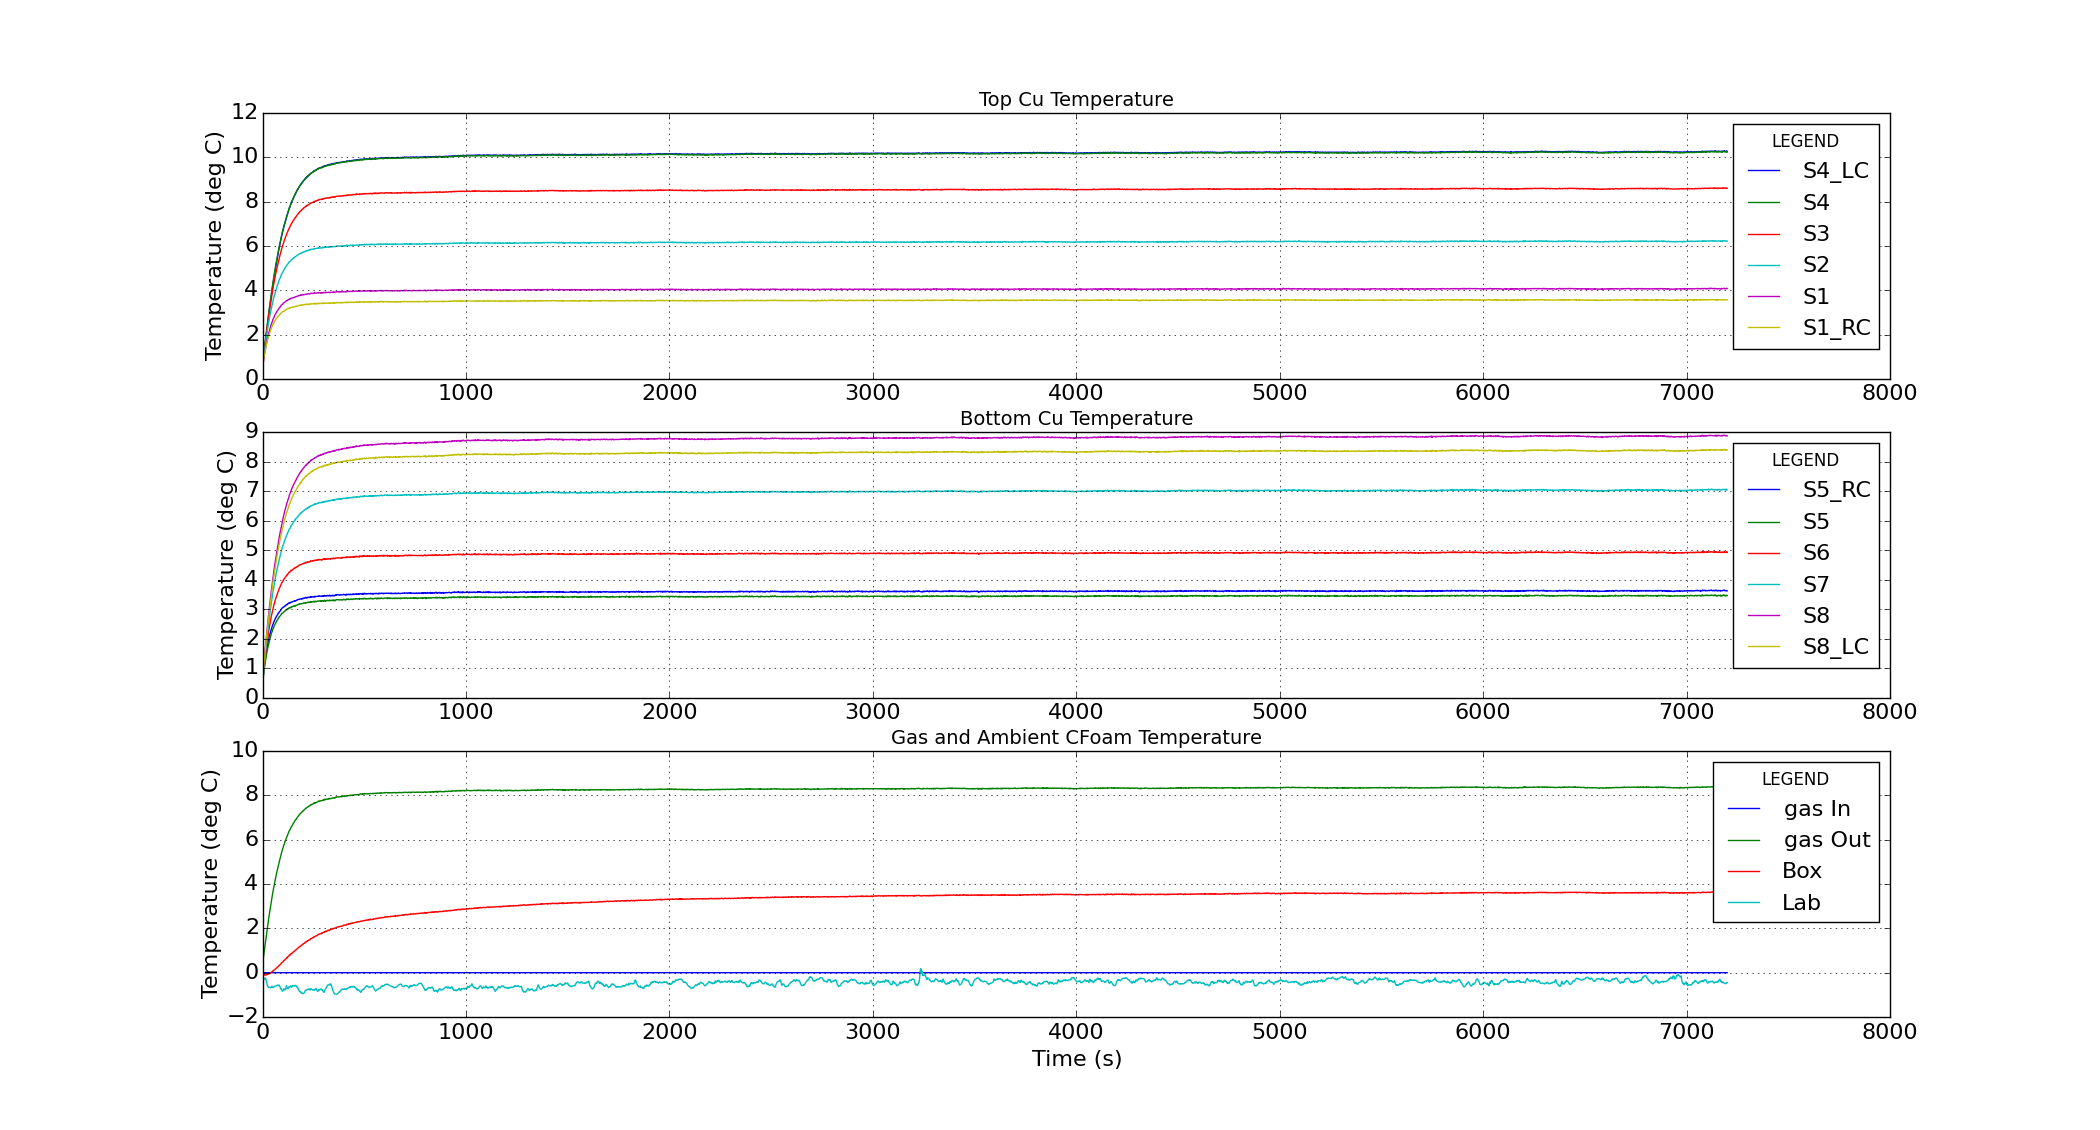 Top Cu Temperature
Temperature (deg C)
12
10
8
6
4
2
0
0 1000 2000 3000 4000 5000 6000 7000 8000
LEGEND
S4_LC
S4
S3
S2
S1
S1_RC
Bottom Cu Temperature
Temperature (deg C)
9
8
7
6
5
4
3
2
1
0
0 1000 2000 3000 4000 5000 6000 7000 8000
LEGEND
S5_RC
S5
S6
S7
S8
S8_LC
Gas and Ambient CFoam Temperature
Temperature (deg C)
10
8
6
4
2
0
−2
0 1000 2000 3000 4000 5000 6000 7000 8000
LEGEND
gas In
gas Out
Box
Lab
Time (s)